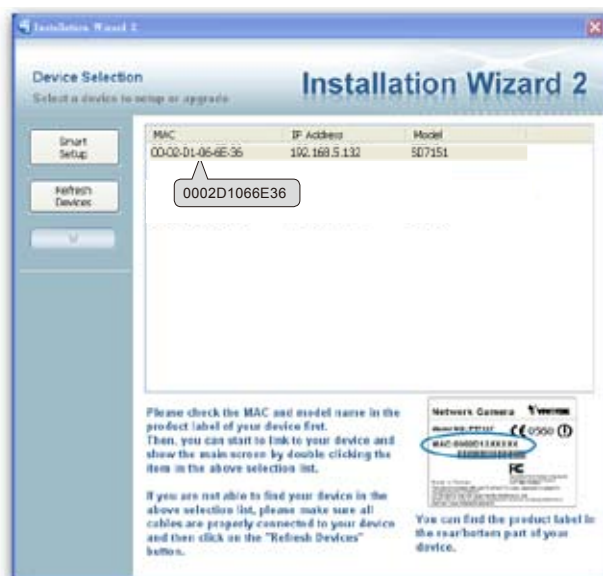 Installation Wizard 2
Device Selection
Select a device to setup or upgrade
Installation Wizard 2
Smart
Setup
Refresh
Devices
MAC
IP Address
Model
00-02-D1-06-6E-36
192.168.5.132
SD7151
0002D1066E36
Please check the MAC and model name in the
product label of your device first.
Then, you can start to link to your device and
show the main screen by double clicking the
item in the above selection list.
If you are not able to find your device in the
above selection list, please make sure all
cables are properly connected to your device
and then click on the "Refresh Devices"
button.
Network Camera
VIVOTEK
0560
FC
You can find the product label in
the rear/bottom part of your
device.